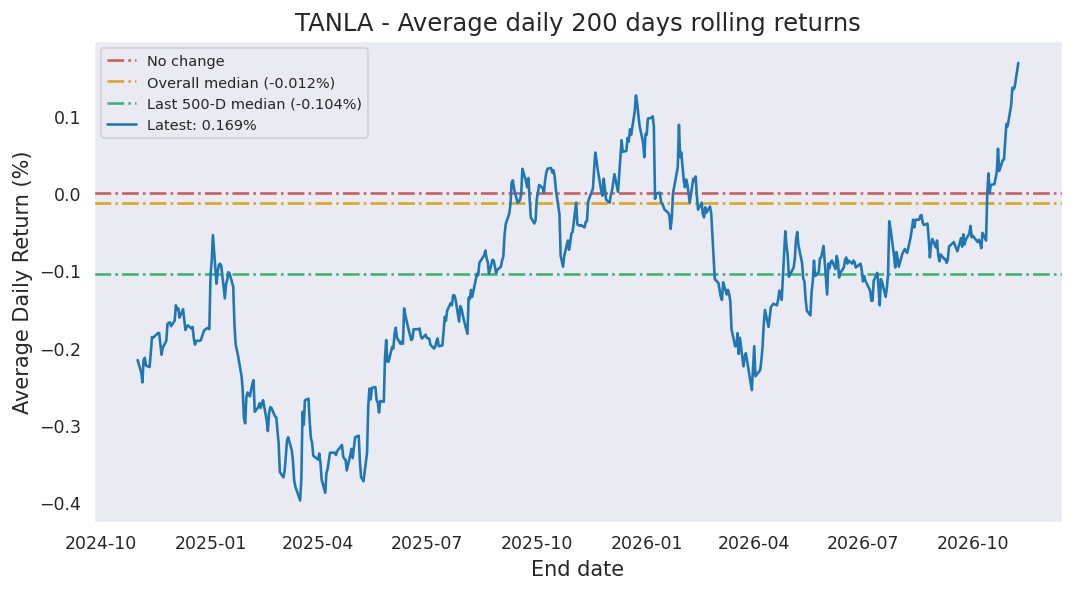 TANLA - Average daily 200 days rolling returns
No change
Overall median (-0.012%)
Last 500-D median (-0.104%)
Latest: 0.169%
Average Daily Return (%)
0.1
0.0
−0.1
−0.2
−0.3
−0.4
2024-10 2025-01 2025-04 2025-07 2025-10 2026-01 2026-04 2026-07 2026-10
End date